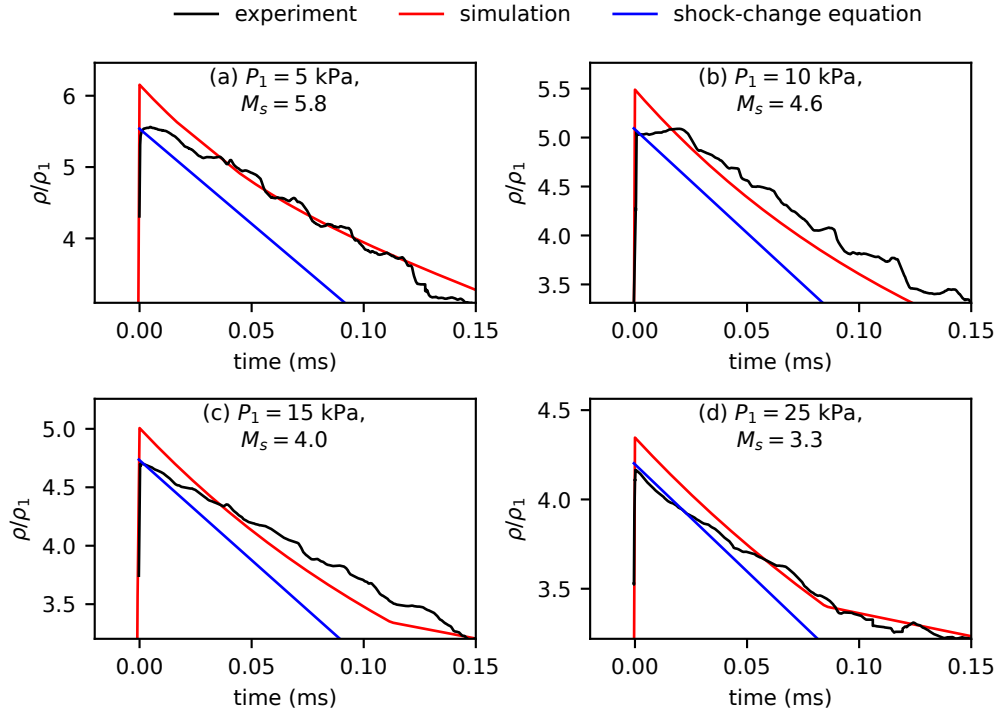 experiment simulation shock-change equation
(a) P₁ = 5 kPa,
Mₛ = 5.8
ρ/ρ₁
6
5
4
0.00 0.05 0.10 0.15
time (ms)
(b) P₁ = 10 kPa,
Mₛ = 4.6
ρ/ρ₁
5.5
5.0
4.5
4.0
3.5
0.00 0.05 0.10 0.15
time (ms)
(c) P₁ = 15 kPa,
Mₛ = 4.0
ρ/ρ₁
5.0
4.5
4.0
3.5
0.00 0.05 0.10 0.15
time (ms)
(d) P₁ = 25 kPa,
Mₛ = 3.3
ρ/ρ₁
4.5
4.0
3.5
0.00 0.05 0.10 0.15
time (ms)